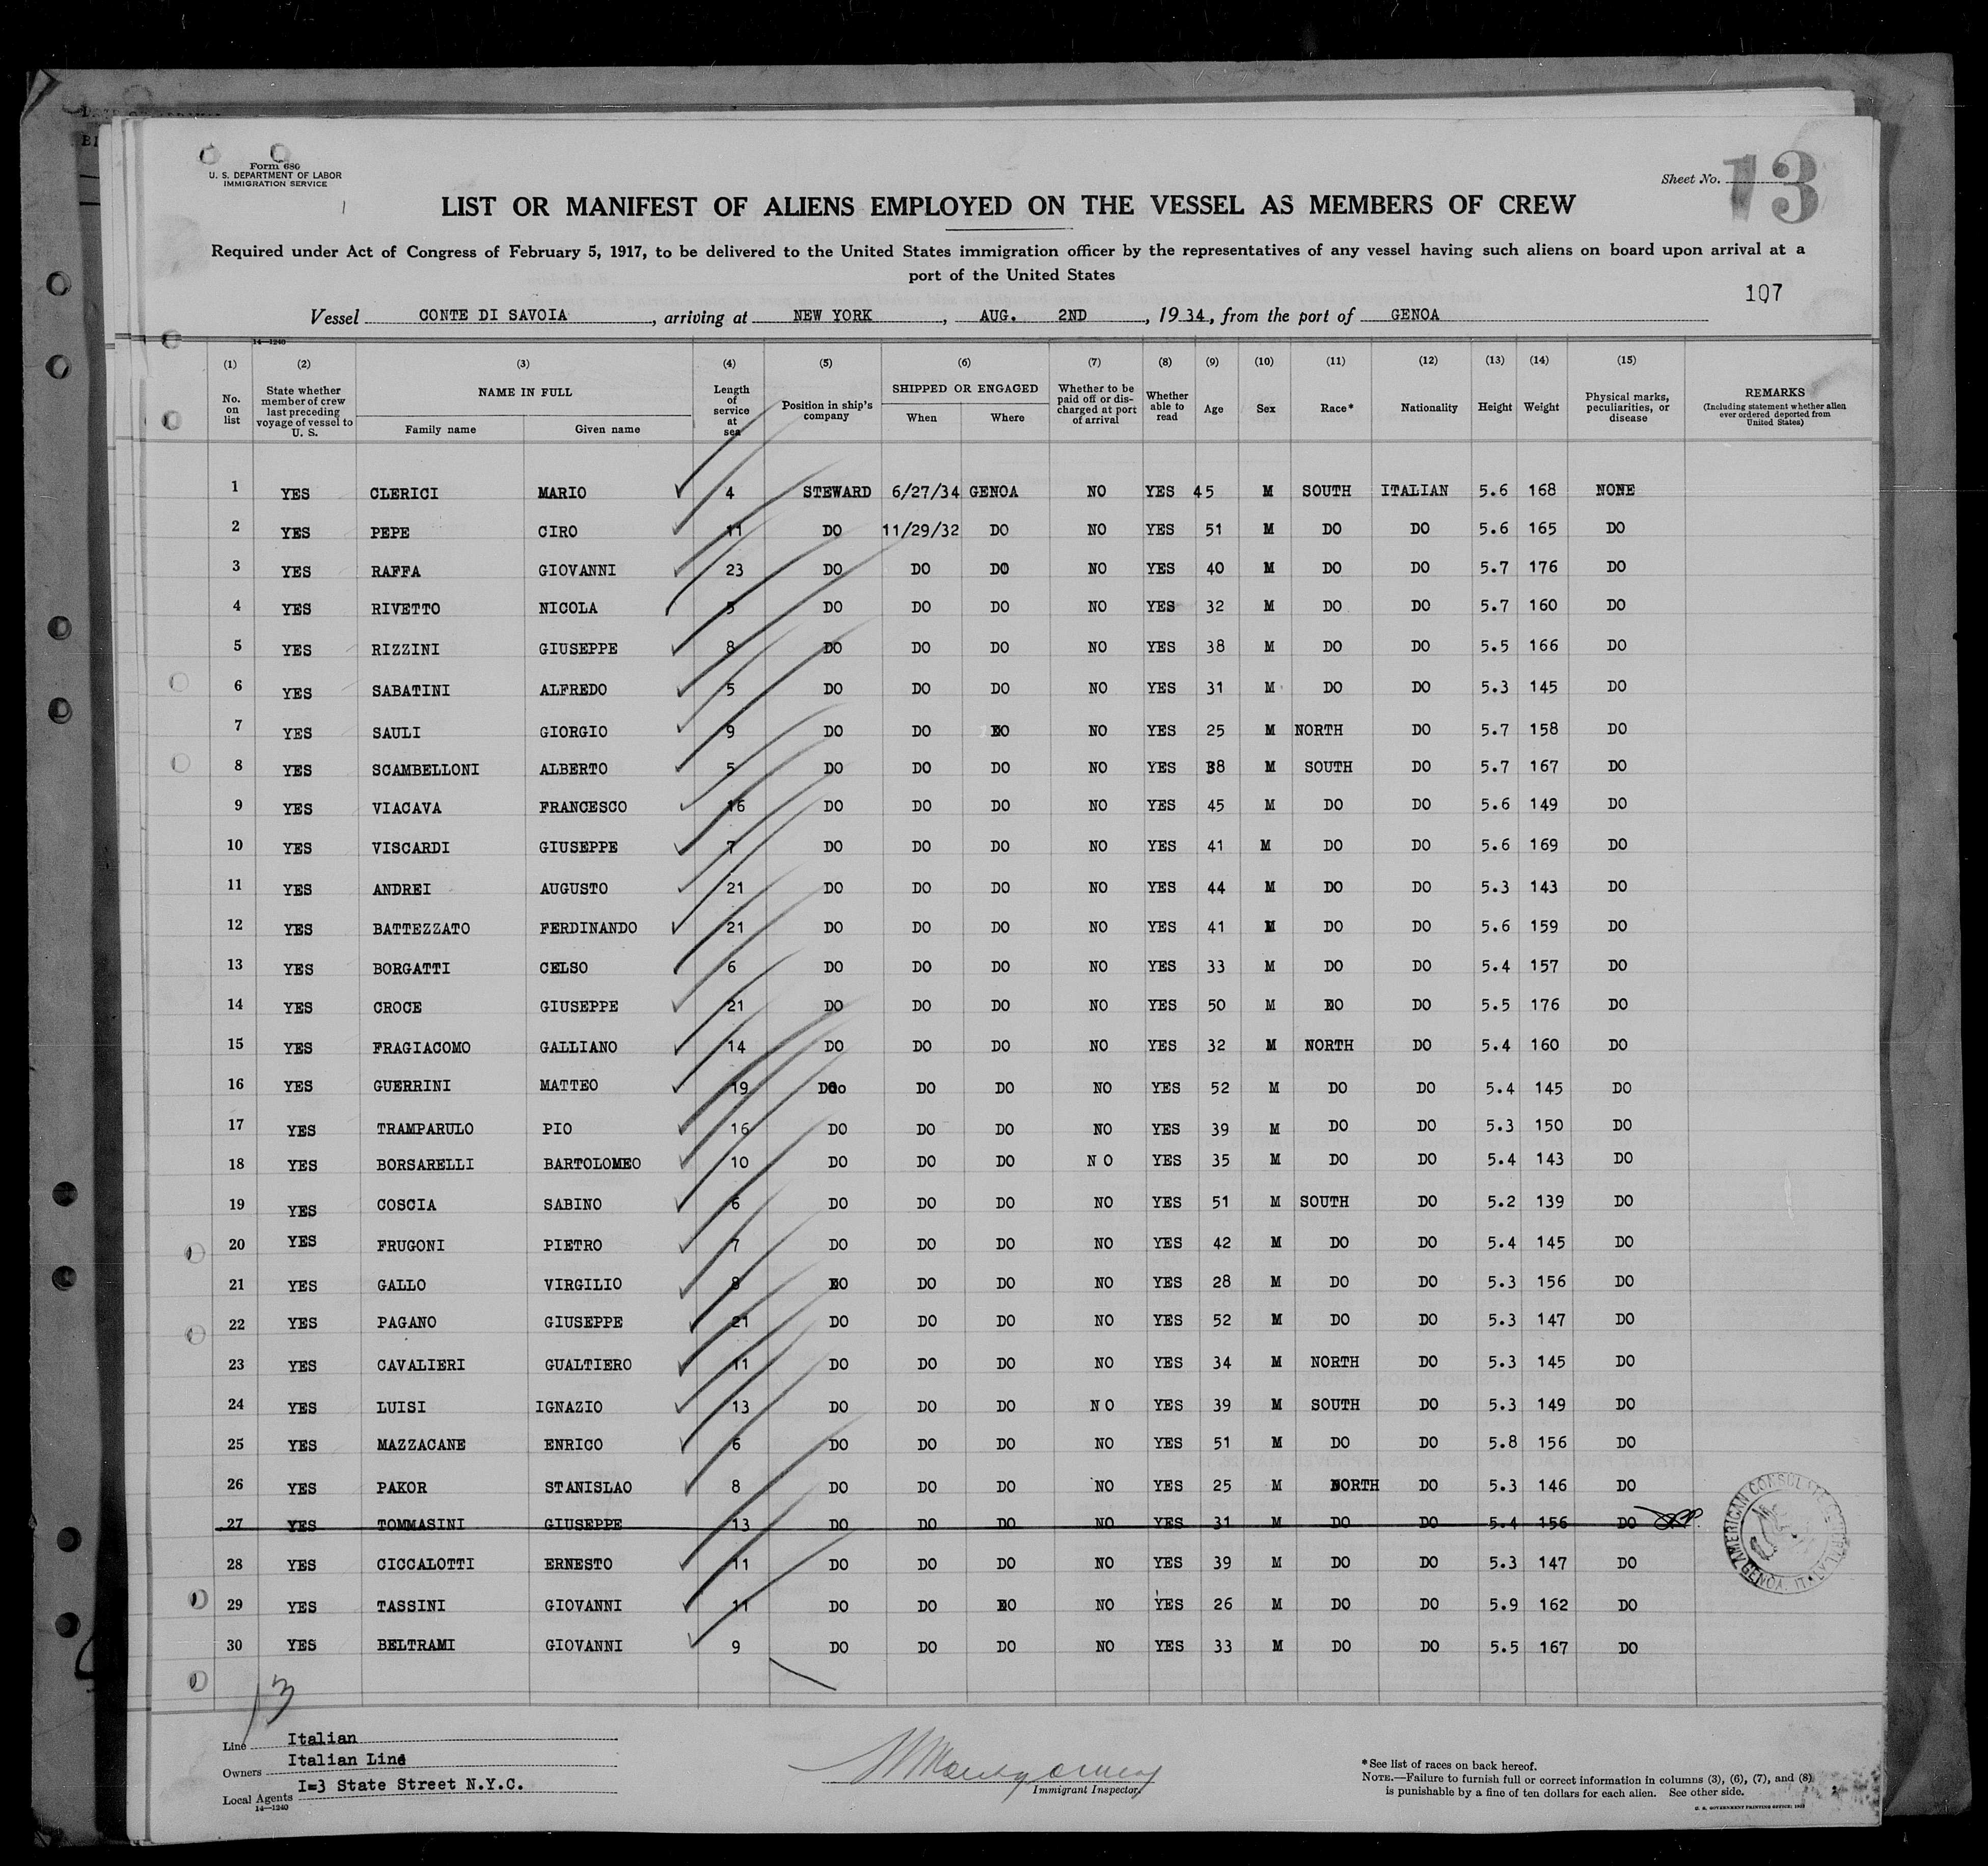 Form 680
U. S. DEPARTMENT OF LABOR
IMMIGRATION SERVICE
Sheet No. 13
LIST OR MANIFEST OF ALIENS EMPLOYED ON THE VESSEL AS MEMBERS OF CREW
Required under Act of Congress of February 5, 1917, to be delivered to the United States immigration officer by the representatives of any vessel having such aliens on board upon arrival at a
port of the United States
107
Vessel CONTE DI SAVOIA, arriving at NEW YORK, AUG. 2ND, 1934, from the port of GENOA
14—1240
(1) (2) (3) (4) (5) (6) (7) (8) (9) (10) (11) (12) (13) (14) (15)
No. on list State whether member of crew last preceding voyage of vessel to U. S. NAME IN FULL Family name Given name Length of service at sea Position in ship's company SHIPPED OR ENGAGED When Where Whether to be paid off or discharged at port of arrival Whether able to read Age Sex Race* Nationality Height Weight Physical marks, peculiarities, or disease REMARKS (Including statement whether alien ever ordered deported from United States)
1 YES CLERICI MARIO 4 STEWARD 6/27/34 GENOA NO YES 45 M SOUTH ITALIAN 5.6 168 NONE
2 YES PEPE CIRO 11 DO 11/29/32 DO NO YES 51 M DO DO 5.6 165 DO
3 YES RAFFA GIOVANNI 23 DO DO DO NO YES 40 M DO DO 5.7 176 DO
4 YES RIVETTO NICOLA 5 DO DO DO NO YES 32 M DO DO 5.7 160 DO
5 YES RIZZINI GIUSEPPE 8 DO DO DO NO YES 38 M DO DO 5.5 166 DO
6 YES SABATINI ALFREDO 5 DO DO DO NO YES 31 M DO DO 5.3 145 DO
7 YES SAULI GIORGIO 9 DO DO DO NO YES 25 M NORTH DO 5.7 158 DO
8 YES SCAMBELLONI ALBERTO 5 DO DO DO NO YES 38 M SOUTH DO 5.7 167 DO
9 YES VIACAVA FRANCESCO 16 DO DO DO NO YES 45 M DO DO 5.6 149 DO
10 YES VISCARDI GIUSEPPE 7 DO DO DO NO YES 41 M DO DO 5.6 169 DO
11 YES ANDREI AUGUSTO 21 DO DO DO NO YES 44 M DO DO 5.3 143 DO
12 YES BATTEZZATO FERDINANDO 21 DO DO DO NO YES 41 M DO DO 5.6 159 DO
13 YES BORGATTI CELSO 6 DO DO DO NO YES 33 M DO DO 5.4 157 DO
14 YES CROCE GIUSEPPE 21 DO DO DO NO YES 50 M DO DO 5.5 176 DO
15 YES FRAGIACOMO GALLIANO 14 DO DO DO NO YES 32 M NORTH DO 5.4 160 DO
16 YES GUERRINI MATTEO 19 DO DO DO NO YES 52 M DO DO 5.4 145 DO
17 YES TRAMPARULO PIO 16 DO DO DO NO YES 39 M DO DO 5.3 150 DO
18 YES BORSARELLI BARTOLOMEO 10 DO DO DO N O YES 35 M DO DO 5.4 143 DO
19 YES COSCIA SABINO 6 DO DO DO NO YES 51 M SOUTH DO 5.2 139 DO
20 YES FRUGONI PIETRO 7 DO DO DO NO YES 42 M DO DO 5.4 145 DO
21 YES GALLO VIRGILIO 8 DO DO DO NO YES 28 M DO DO 5.3 156 DO
22 YES PAGANO GIUSEPPE 21 DO DO DO NO YES 52 M DO DO 5.3 147 DO
23 YES CAVALIERI GUALTIERO 11 DO DO DO NO YES 34 M NORTH DO 5.3 145 DO
24 YES LUISI IGNAZIO 13 DO DO DO N O YES 39 M SOUTH DO 5.3 149 DO
25 YES MAZZACANE ENRICO 6 DO DO DO NO YES 51 M DO DO 5.8 156 DO
26 YES PAKOR STANISLAO 8 DO DO DO NO YES 25 M NORTH DO 5.3 146 DO
27 YES TOMMASINI GIUSEPPE 13 DO DO DO NO YES 31 M DO DO 5.4 156 DO
28 YES CICCALOTTI ERNESTO 11 DO DO DO NO YES 39 M DO DO 5.3 147 DO
29 YES TASSINI GIOVANNI 11 DO DO DO NO YES 26 M DO DO 5.9 162 DO
30 YES BELTRAMI GIOVANNI 9 DO DO DO NO YES 33 M DO DO 5.5 167 DO
AMERICAN CONSULATE GENERAL
GENOA, ITALY
13
Line Italian
Owners Italian Line
Local Agents 1=3 State Street N.Y.C.
14—1240
Montgomery
Immigrant Inspector.
*See list of races on back hereof.
NOTE.—Failure to furnish full or correct information in columns (3), (6), (7), and (8)
is punishable by a fine of ten dollars for each alien. See other side.
U. S. GOVERNMENT PRINTING OFFICE: